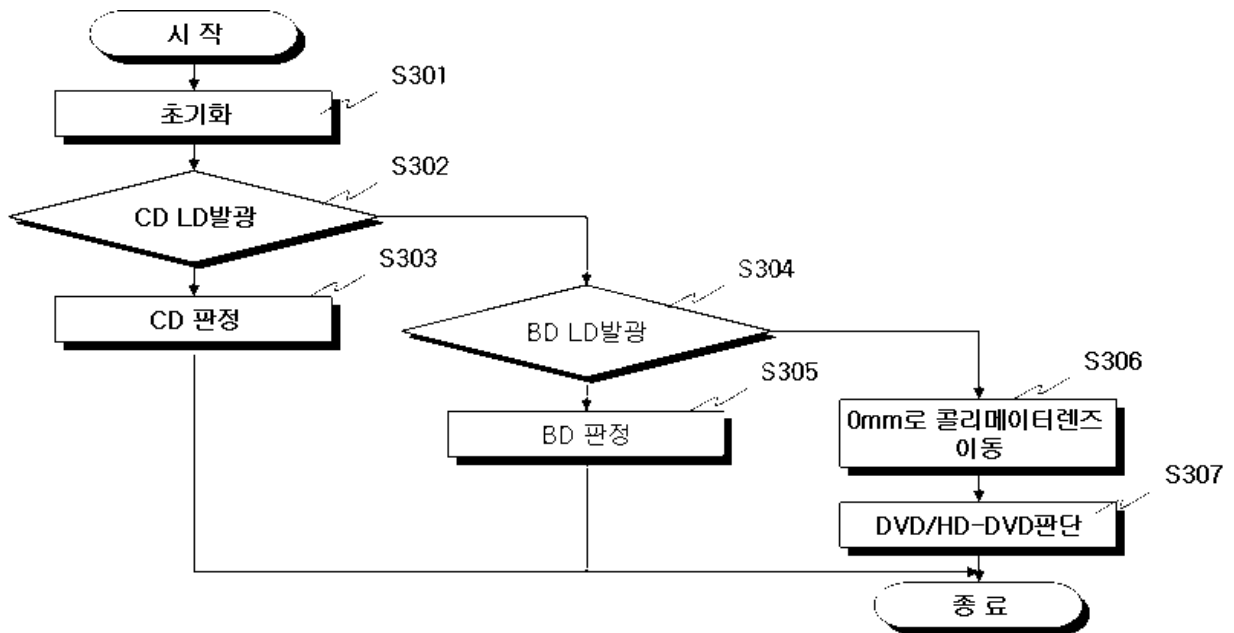 시 작
S301
초기화
S302
CD LD발광
S303
CD 판정
S304
BD LD발광
S305
BD 판정
S306
0mm로 콜리메이터렌즈
이동
S307
DVD/HD-DVD판단
종 료